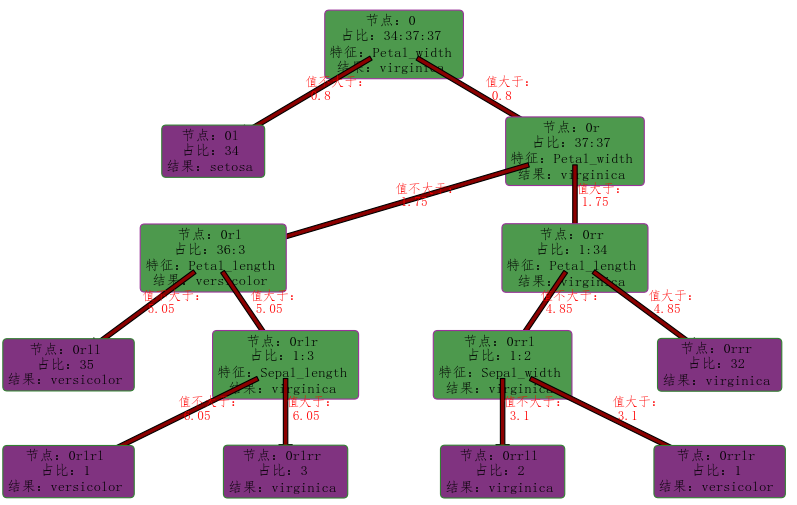 节点: 0
占比: 34:37:37
特征: Petal_width
结果: virginica
值不大于:
0.8
值大于:
0.8
节点: 0l
占比: 34
结果: setosa
节点: 0r
占比: 37:37
特征: Petal_width
结果: virginica
值不大于:
1.75
值大于:
1.75
节点: 0rl
占比: 36:3
特征: Petal_length
结果: versicolor
节点: 0rr
占比: 1:34
特征: Petal_length
结果: virginica
值不大于:
5.05
值大于:
5.05
值不大于:
4.85
值大于:
4.85
节点: 0rll
占比: 35
结果: versicolor
节点: 0rlr
占比: 1:3
特征: Sepal_length
结果: virginica
节点: 0rrl
占比: 1:2
特征: Sepal_width
结果: virginica
节点: 0rrr
占比: 32
结果: virginica
值不大于:
6.05
值大于:
6.05
值不大于:
3.1
值大于:
3.1
节点: 0rlrl
占比: 1
结果: versicolor
节点: 0rlrr
占比: 3
结果: virginica
节点: 0rrll
占比: 2
结果: virginica
节点: 0rrlr
占比: 1
结果: versicolor